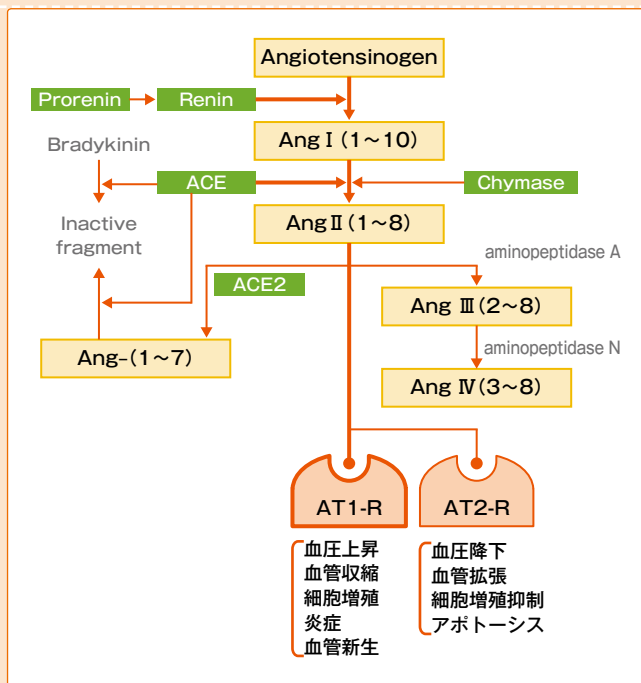 Angiotensinogen
Prorenin
Renin
Ang Ⅰ (1～10)
Bradykinin
ACE
Chymase
Inactive
fragment
Ang Ⅱ (1～8)
aminopeptidase A
ACE2
Ang Ⅲ (2～8)
Ang-(1～7)
aminopeptidase N
Ang Ⅳ (3～8)
AT1-R
AT2-R
血圧上昇
血管収縮
細胞増殖
炎症
血管新生
血圧降下
血管拡張
細胞増殖抑制
アポトーシス